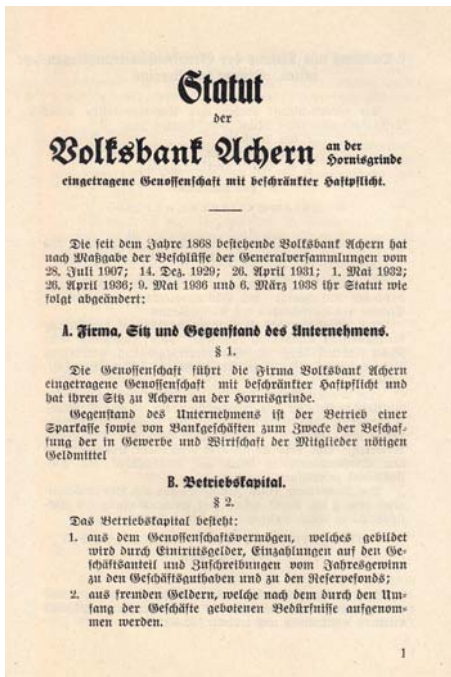 Statut
der
Volksbank Achern an der Hornisgrinde
eingetragene Genossenschaft mit beschränkter Haftpflicht.
Die seit dem Jahre 1868 bestehende Volksbank Achern hat
nach Maßgabe der Beschlüsse der Generalversammlungen vom
28. Juli 1907; 14. Dez. 1929; 26. April 1931; 1. Mai 1932;
26. April 1936; 9. Mai 1936 und 6. März 1938 ihr Statut wie
folgt abgeändert:
A. Firma, Sitz und Gegenstand des Unternehmens.
§ 1.
Die Genossenschaft führt die Firma Volksbank Achern
eingetragene Genossenschaft mit beschränkter Haftpflicht und
hat ihren Sitz zu Achern an der Hornisgrinde.
Gegenstand des Unternehmens ist der Betrieb einer
Sparkasse sowie von Bankgeschäften zum Zwecke der Beschaf-
fung der in Gewerbe und Wirtschaft der Mitglieder nötigen
Geldmittel
B. Betriebskapital.
§ 2.
Das Betriebskapital besteht:
1. aus dem Genossenschaftsvermögen, welches gebildet
wird durch Eintrittsgelder, Einzahlungen auf den Ge-
schäftsanteil und Zuschreibungen vom Jahresgewinn
zu den Geschäftsguthaben und zu den Reservefonds;
2. aus fremden Geldern, welche nach dem durch den Um-
fang der Geschäfte gebotenen Bedürfnisse aufgenom-
men werden.
1